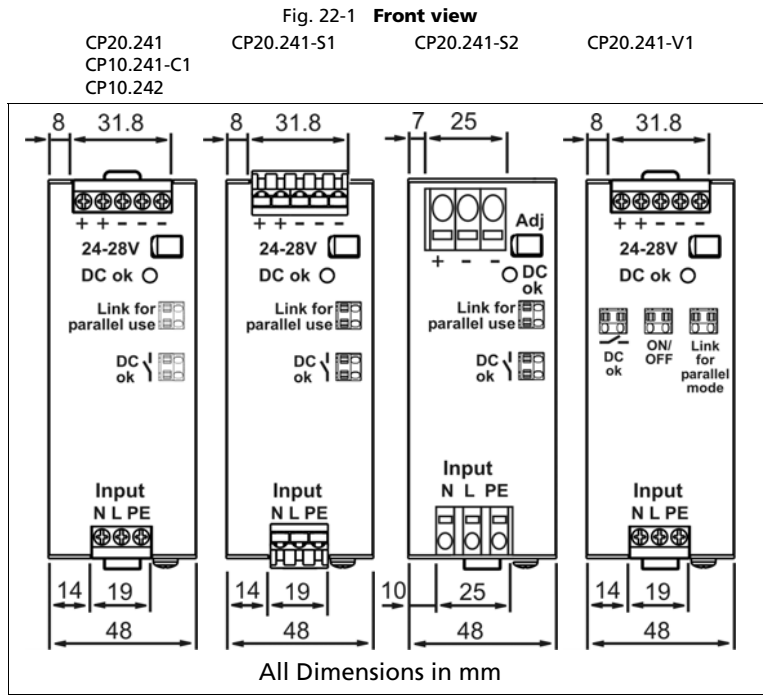 Fig. 22-1 Front view
CP20.241
CP10.241-C1
CP10.242
CP20.241-S1
CP20.241-S2
CP20.241-V1
8 31.8
+ + - - -
24-28V
DC ok
Link for
parallel use
DC
ok
Input
N L PE
14 19
48
8 31.8
+ + - - -
24-28V
DC ok
Link for
parallel use
DC
ok
Input
N L PE
14 19
48
7 25
Adj
+ - -
DC
ok
Link for
parallel use
DC
ok
Input
N L PE
10 25
48
8 31.8
+ + - - -
24-28V
DC ok
DC
ok
ON/
OFF
Link
for
parallel
mode
Input
N L PE
14 19
48
All Dimensions in mm